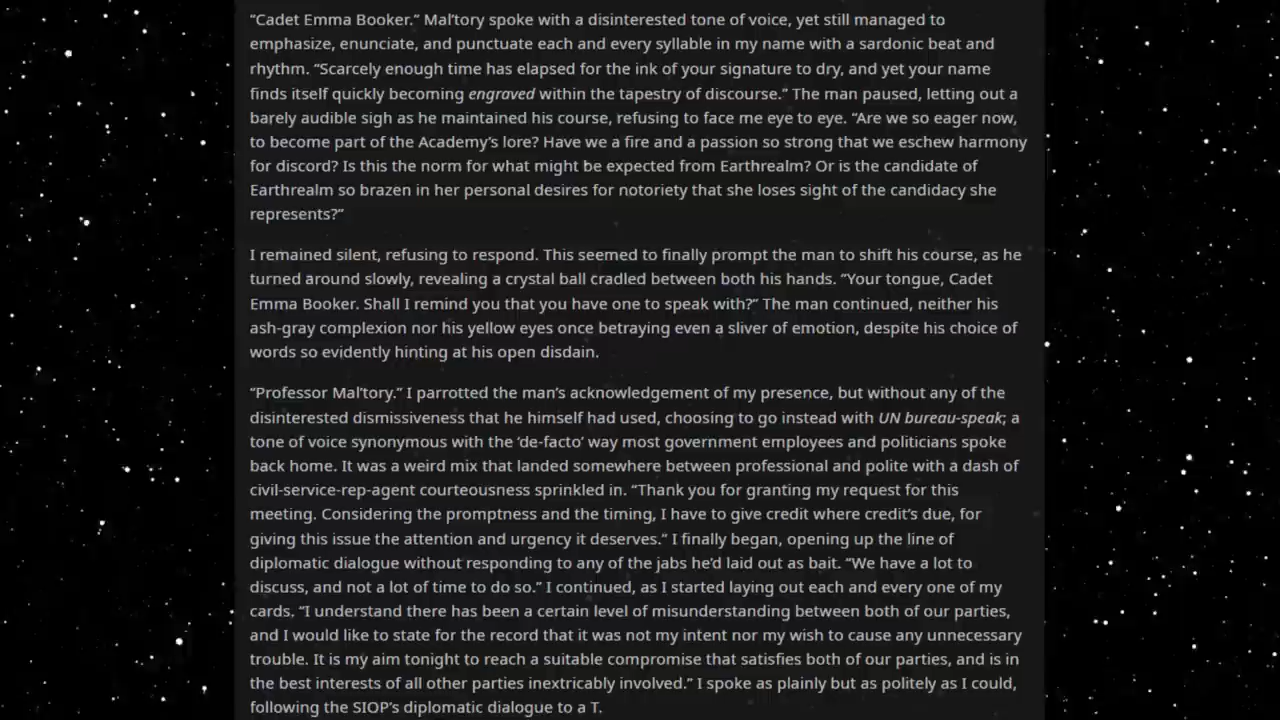 “Cadet Emma Booker.” Mal’tory spoke with a disinterested tone of voice, yet still managed to
emphasize, enunciate, and punctuate each and every syllable in my name with a sardonic beat and
rhythm. “Scarcely enough time has elapsed for the ink of your signature to dry, and yet your name
finds itself quickly becoming engraved within the tapestry of discourse.” The man paused, letting out a
barely audible sigh as he maintained his course, refusing to face me eye to eye. “Are we so eager now,
to become part of the Academy’s lore? Have we a fire and a passion so strong that we eschew harmony
for discord? Is this the norm for what might be expected from Earthrealm? Or is the candidate of
Earthrealm so brazen in her personal desires for notoriety that she loses sight of the candidacy she
represents?”
I remained silent, refusing to respond. This seemed to finally prompt the man to shift his course, as he
turned around slowly, revealing a crystal ball cradled between both his hands. “Your tongue, Cadet
Emma Booker. Shall I remind you that you have one to speak with?” The man continued, neither his
ash-gray complexion nor his yellow eyes once betraying even a sliver of emotion, despite his choice of
words so evidently hinting at his open disdain.
“Professor Mal’tory.” I parrotted the man’s acknowledgement of my presence, but without any of the
disinterested dismissiveness that he himself had used, choosing to go instead with UN bureau-speak; a
tone of voice synonymous with the ‘de-facto’ way most government employees and politicians spoke
back home. It was a weird mix that landed somewhere between professional and polite with a dash of
civil-service-rep-agent courteousness sprinkled in. “Thank you for granting my request for this
meeting. Considering the promptness and the timing, I have to give credit where credit’s due, for
giving this issue the attention and urgency it deserves.” I finally began, opening up the line of
diplomatic dialogue without responding to any of the jabs he’d laid out as bait. “We have a lot to
discuss, and not a lot of time to do so.” I continued, as I started laying out each and every one of my
cards. “I understand there has been a certain level of misunderstanding between both of our parties,
and I would like to state for the record that it was not my intent nor my wish to cause any unnecessary
trouble. It is my aim tonight to reach a suitable compromise that satisfies both of our parties, and is in
the best interests of all other parties inextricably involved.” I spoke as plainly but as politely as I could,
following the SIOP’s diplomatic dialogue to a T.